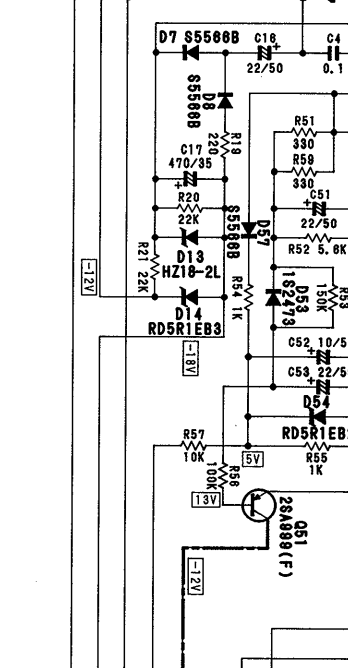 D7 S5566B
C16
+
22/50
C4
0.1
D8
S5566B
R19
220
R51
330
R59
330
C17
470/35
+
R20
22K
C51
+
22/50
D57
S5566B
R52 5.6K
D13
HZ18-2L
R21 22K
-12V
R54 1K
D53
1S2473
R53
150K
D14
RD5R1EB3
-18V
C52 10/5
+
C53 22/5
+
D54
RD5R1EB
R57
10K
5V
R55
1K
R56
100K
13V
Q51
2SA999(F)
-12V